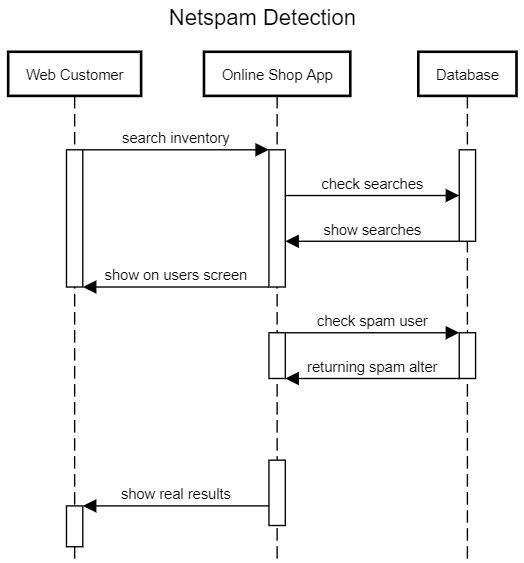 Netspam Detection
Web Customer
Online Shop App
Database
search inventory
check searches
show searches
show on users screen
check spam user
returning spam alter
show real results